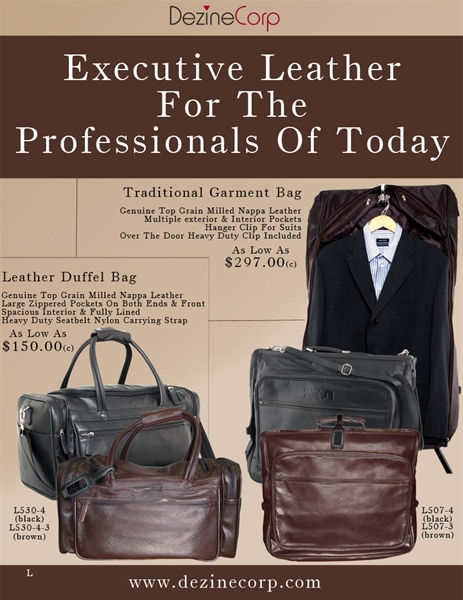 DezineCorp
Executive Leather
For The
Professionals Of Today
Traditional Garment Bag
Genuine Top Grain Milled Nappa Leather
Multiple exterior & Interior Pockets
Hanger Clip For Suits
Over The Door Heavy Duty Clip Included
As Low As
$297.00(c)
Leather Duffel Bag
Genuine Top Grain Milled Nappa Leather
Large Zippered Pockets On Both Ends & Front
Spacious Interior & Fully Lined
Heavy Duty Seatbelt Nylon Carrying Strap
As Low As
$150.00(c)
L530-4
(black)
L530-4-3
(brown)
L507-4
(black)
L507-3
(brown)
L
www.dezinecorp.com